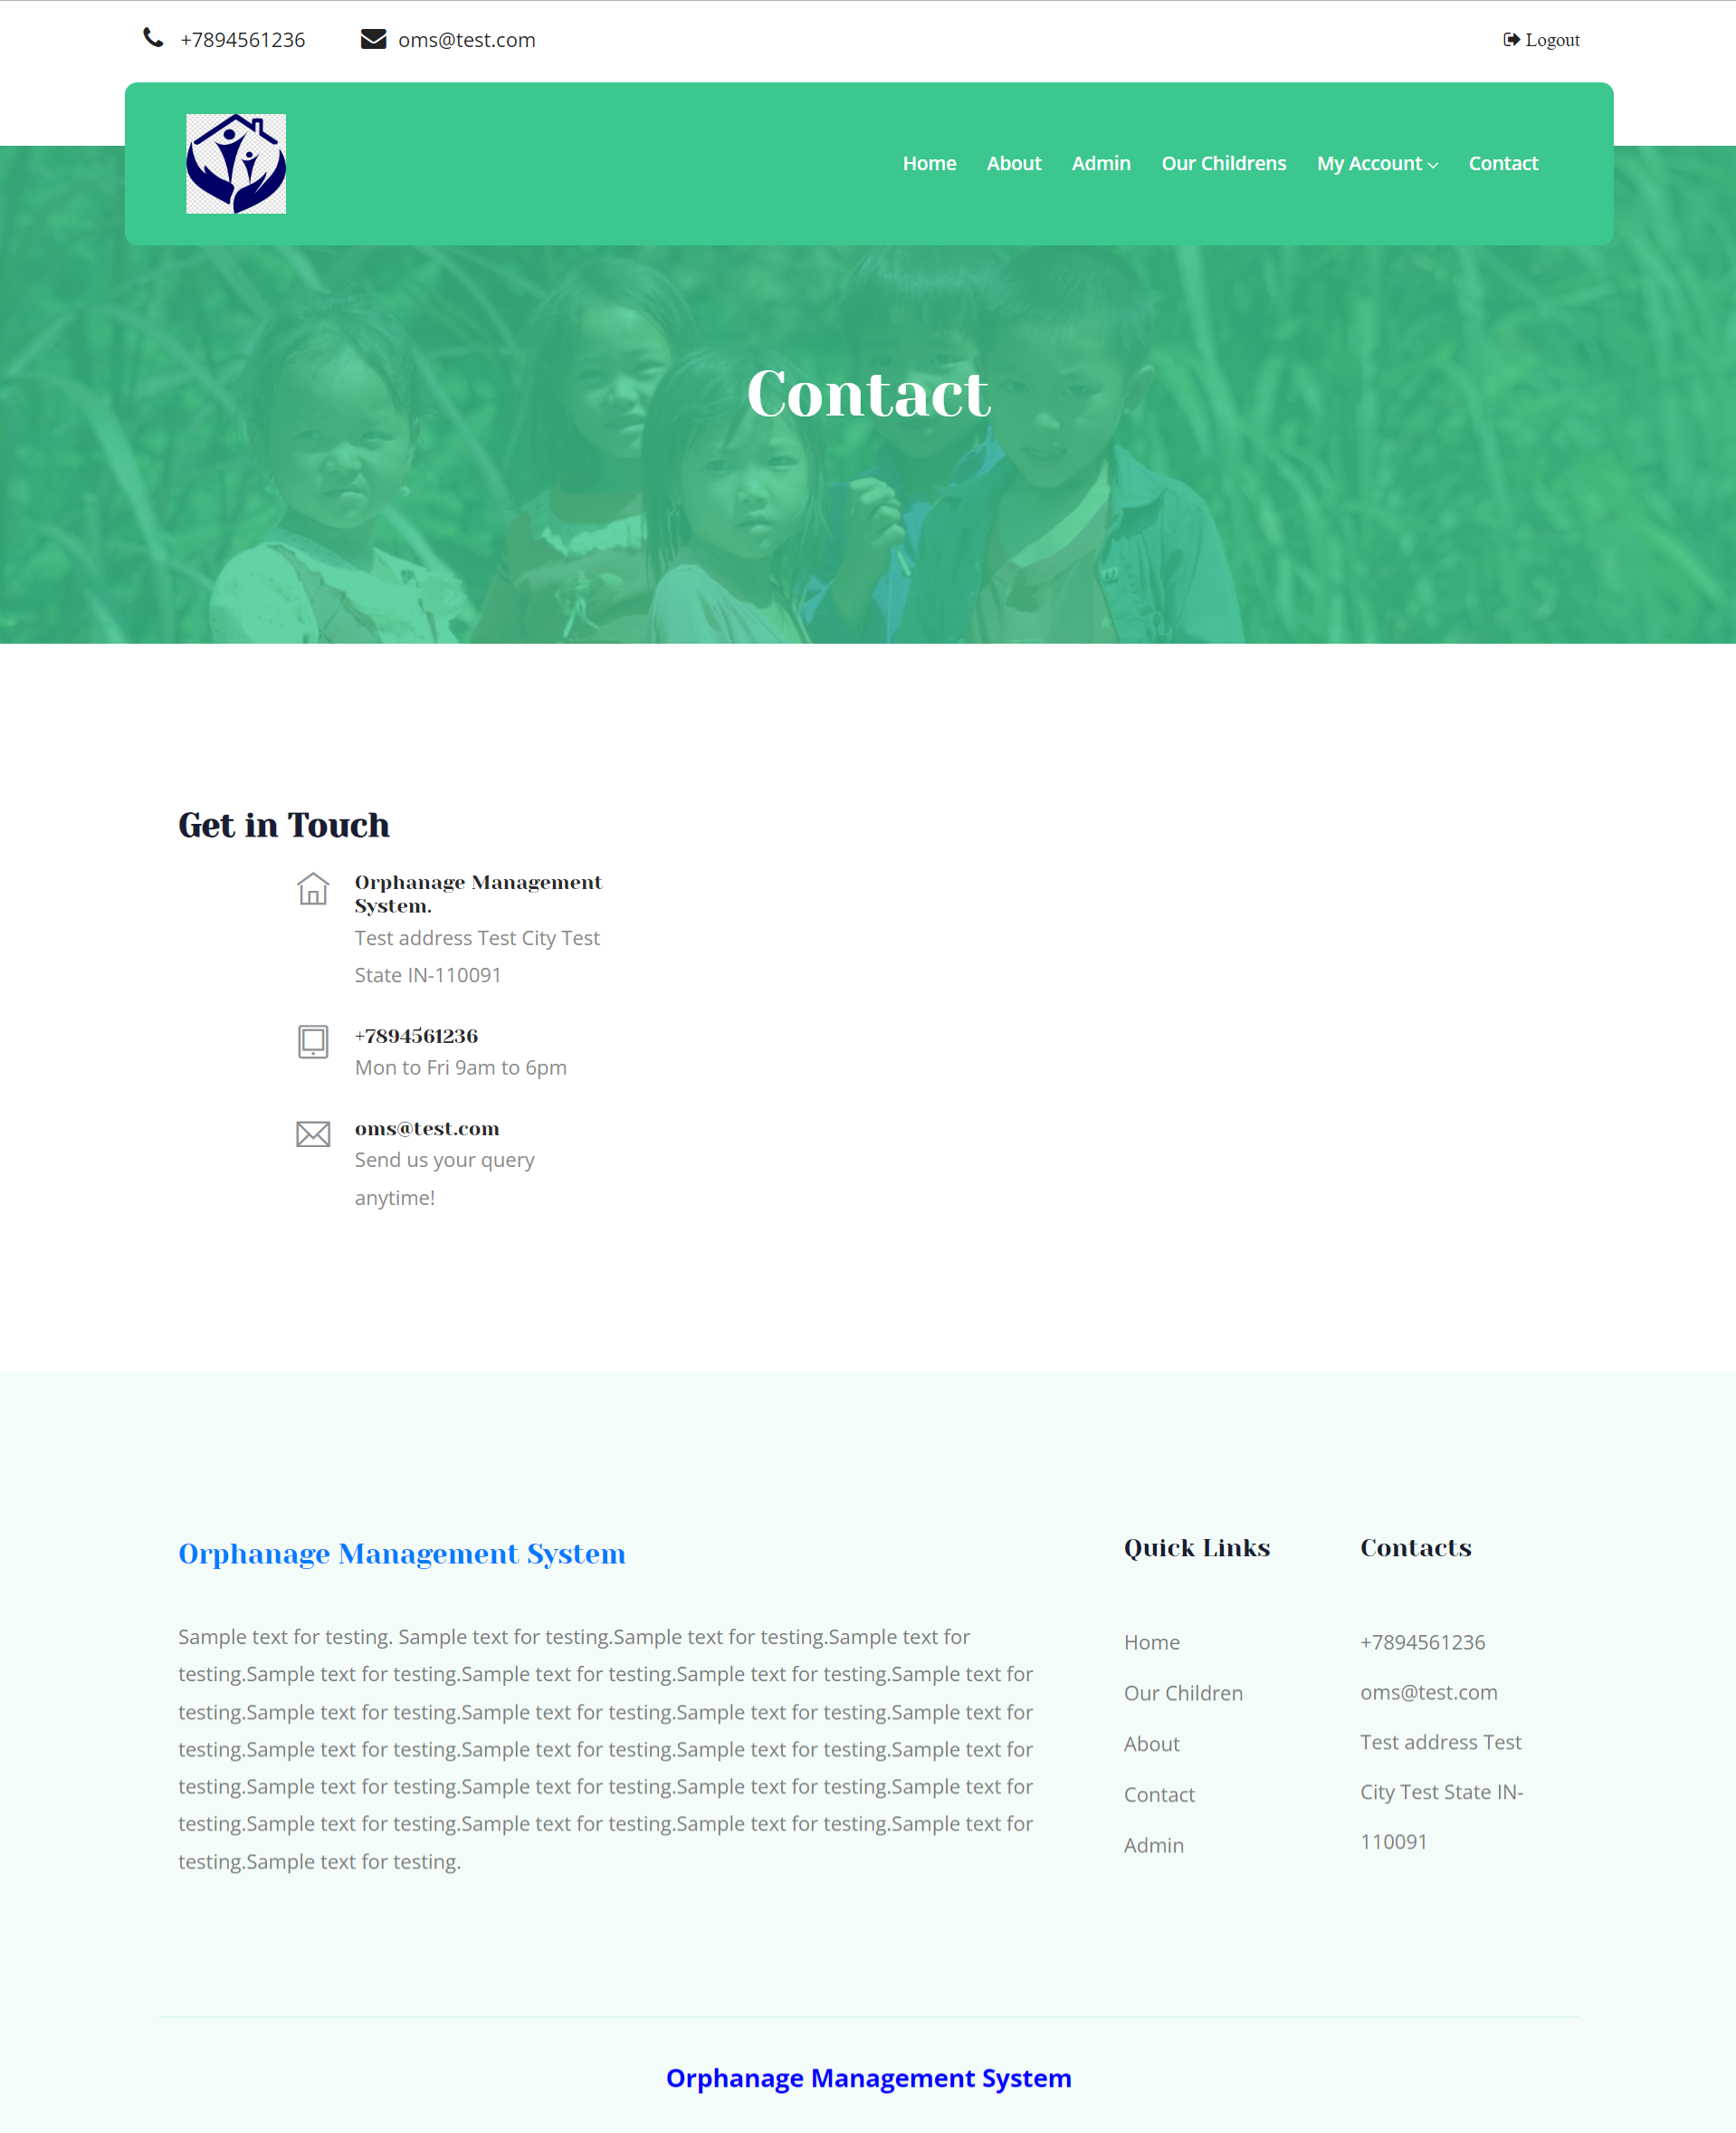 +7894561236 oms@test.com Logout
Home About Admin Our Childrens My Account Contact
Contact
Get in Touch
Orphanage Management
System.
Test address Test City Test
State IN-110091
+7894561236
Mon to Fri 9am to 6pm
oms@test.com
Send us your query
anytime!
Orphanage Management System
Sample text for testing. Sample text for testing.Sample text for testing.Sample text for
testing.Sample text for testing.Sample text for testing.Sample text for testing.Sample text for
testing.Sample text for testing.Sample text for testing.Sample text for testing.Sample text for
testing.Sample text for testing.Sample text for testing.Sample text for testing.Sample text for
testing.Sample text for testing.Sample text for testing.Sample text for testing.Sample text for
testing.Sample text for testing.Sample text for testing.Sample text for testing.Sample text for
testing.Sample text for testing.
Quick Links
Home
Our Children
About
Contact
Admin
Contacts
+7894561236
oms@test.com
Test address Test
City Test State IN-
110091
Orphanage Management System